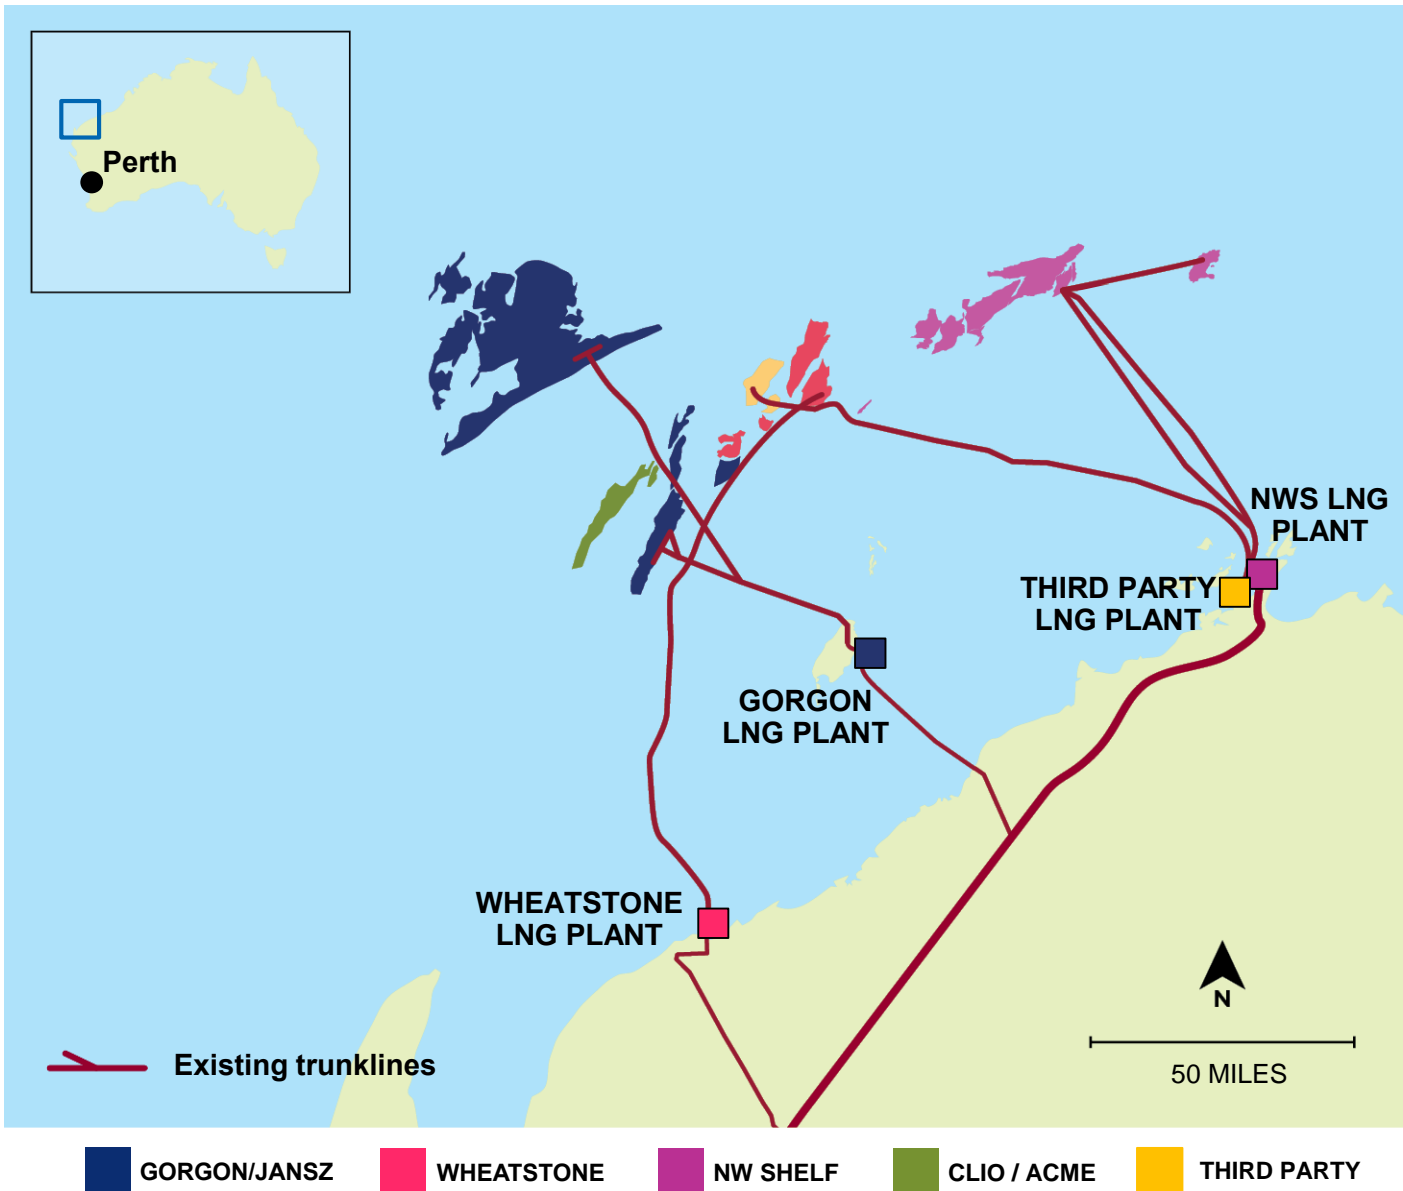 Perth
NWS LNG
PLANT
THIRD PARTY
LNG PLANT
GORGON
LNG PLANT
WHEATSTONE
LNG PLANT
N
50 MILES
Existing trunklines
GORGON/JANSZ
WHEATSTONE
NW SHELF
CLIO / ACME
THIRD PARTY